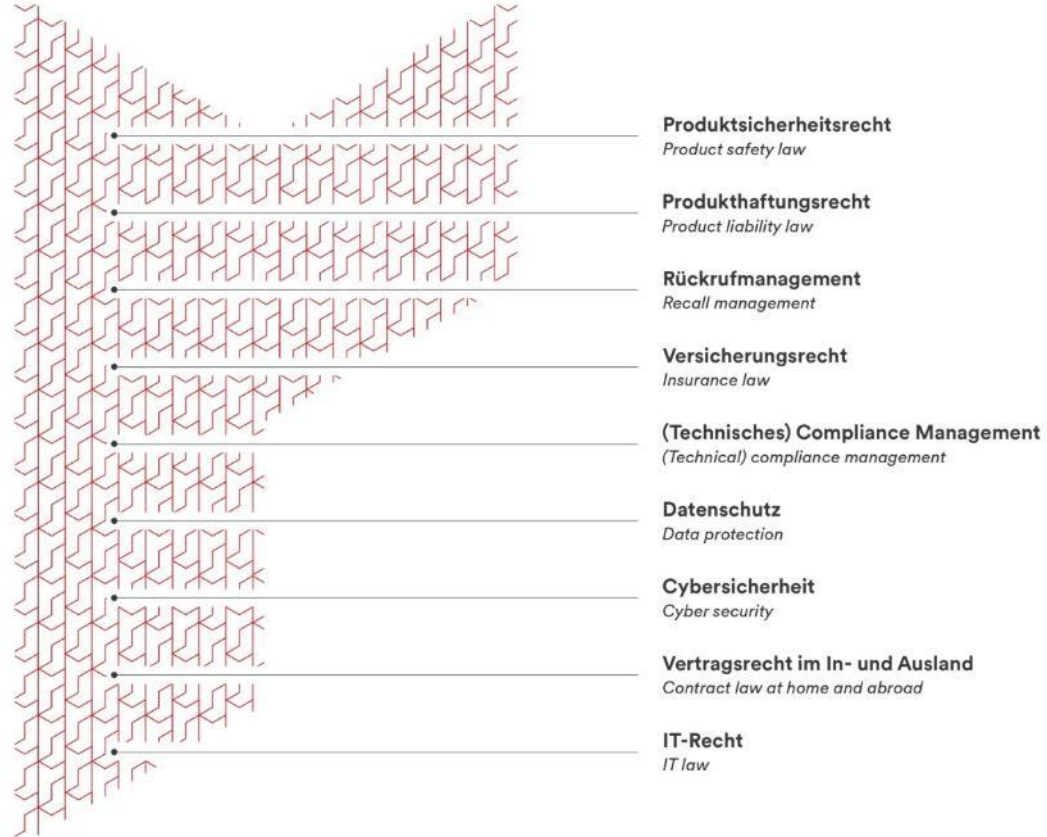 Produktsicherheitsrecht
Product safety law
Produkthaftungsrecht
Product liability law
Rückrufmanagement
Recall management
Versicherungsrecht
Insurance law
(Technisches) Compliance Management
(Technical) compliance management
Datenschutz
Data protection
Cybersicherheit
Cyber security
Vertragsrecht im In- und Ausland
Contract law at home and abroad
IT-Recht
IT law